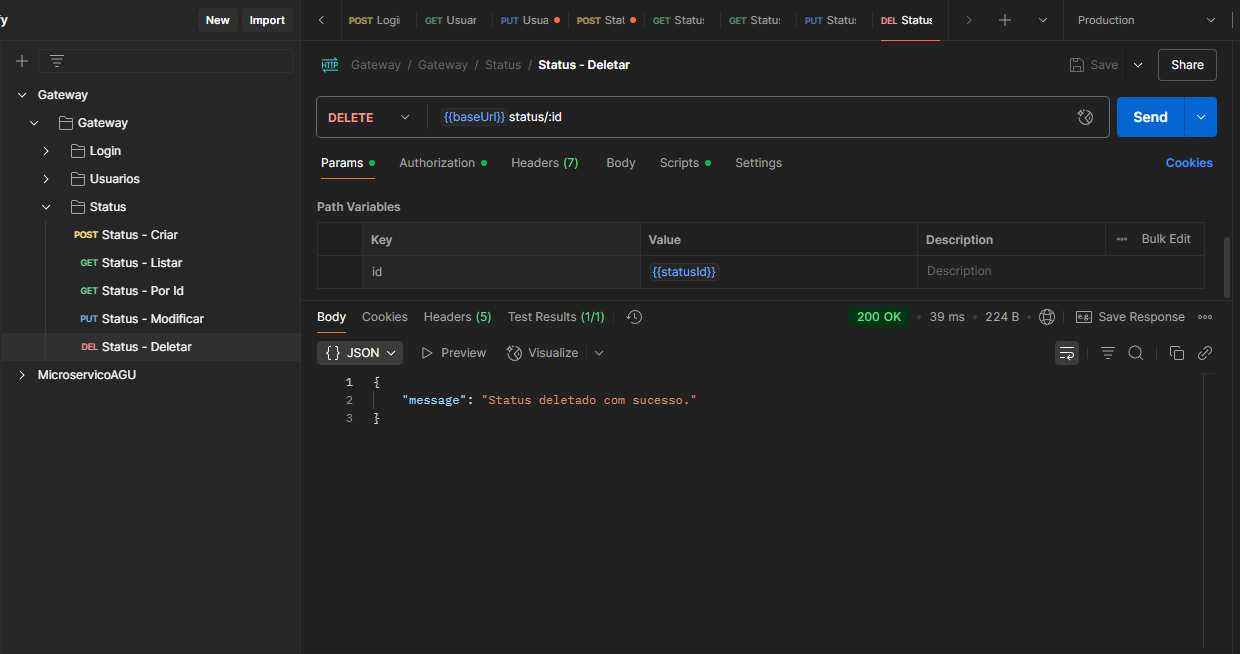 fy New Import POST Logi GET Usuar PUT Usua POST Stat GET Statu: GET Statu: PUT Statu: DEL Status Production
Gateway / Gateway / Status / Status - Deletar Save Share
Gateway
Gateway
Login
Usuarios
Status
POST Status - Criar
GET Status - Listar
GET Status - Por Id
PUT Status - Modificar
DEL Status - Deletar
MicroservicoAGU
DELETE {{baseUrl}} status/:id Send
Params Authorization Headers (7) Body Scripts Settings Cookies
Path Variables
Key Value Description Bulk Edit
id {{statusId}} Description
Body Cookies Headers (5) Test Results (1/1) 200 OK 39 ms 224 B e.g. Save Response
{} JSON Preview Visualize
1 {
2 "message": "Status deletado com sucesso."
3 }